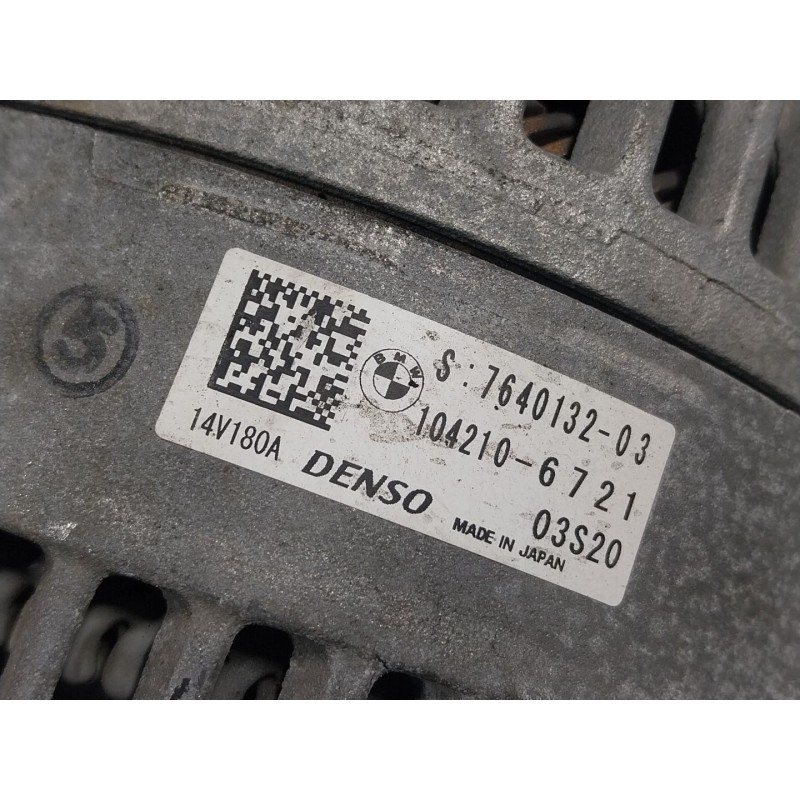 S
BMW
S : 7640132-03
104210-6721
14V180A
DENSO
03S20
MADE IN JAPAN